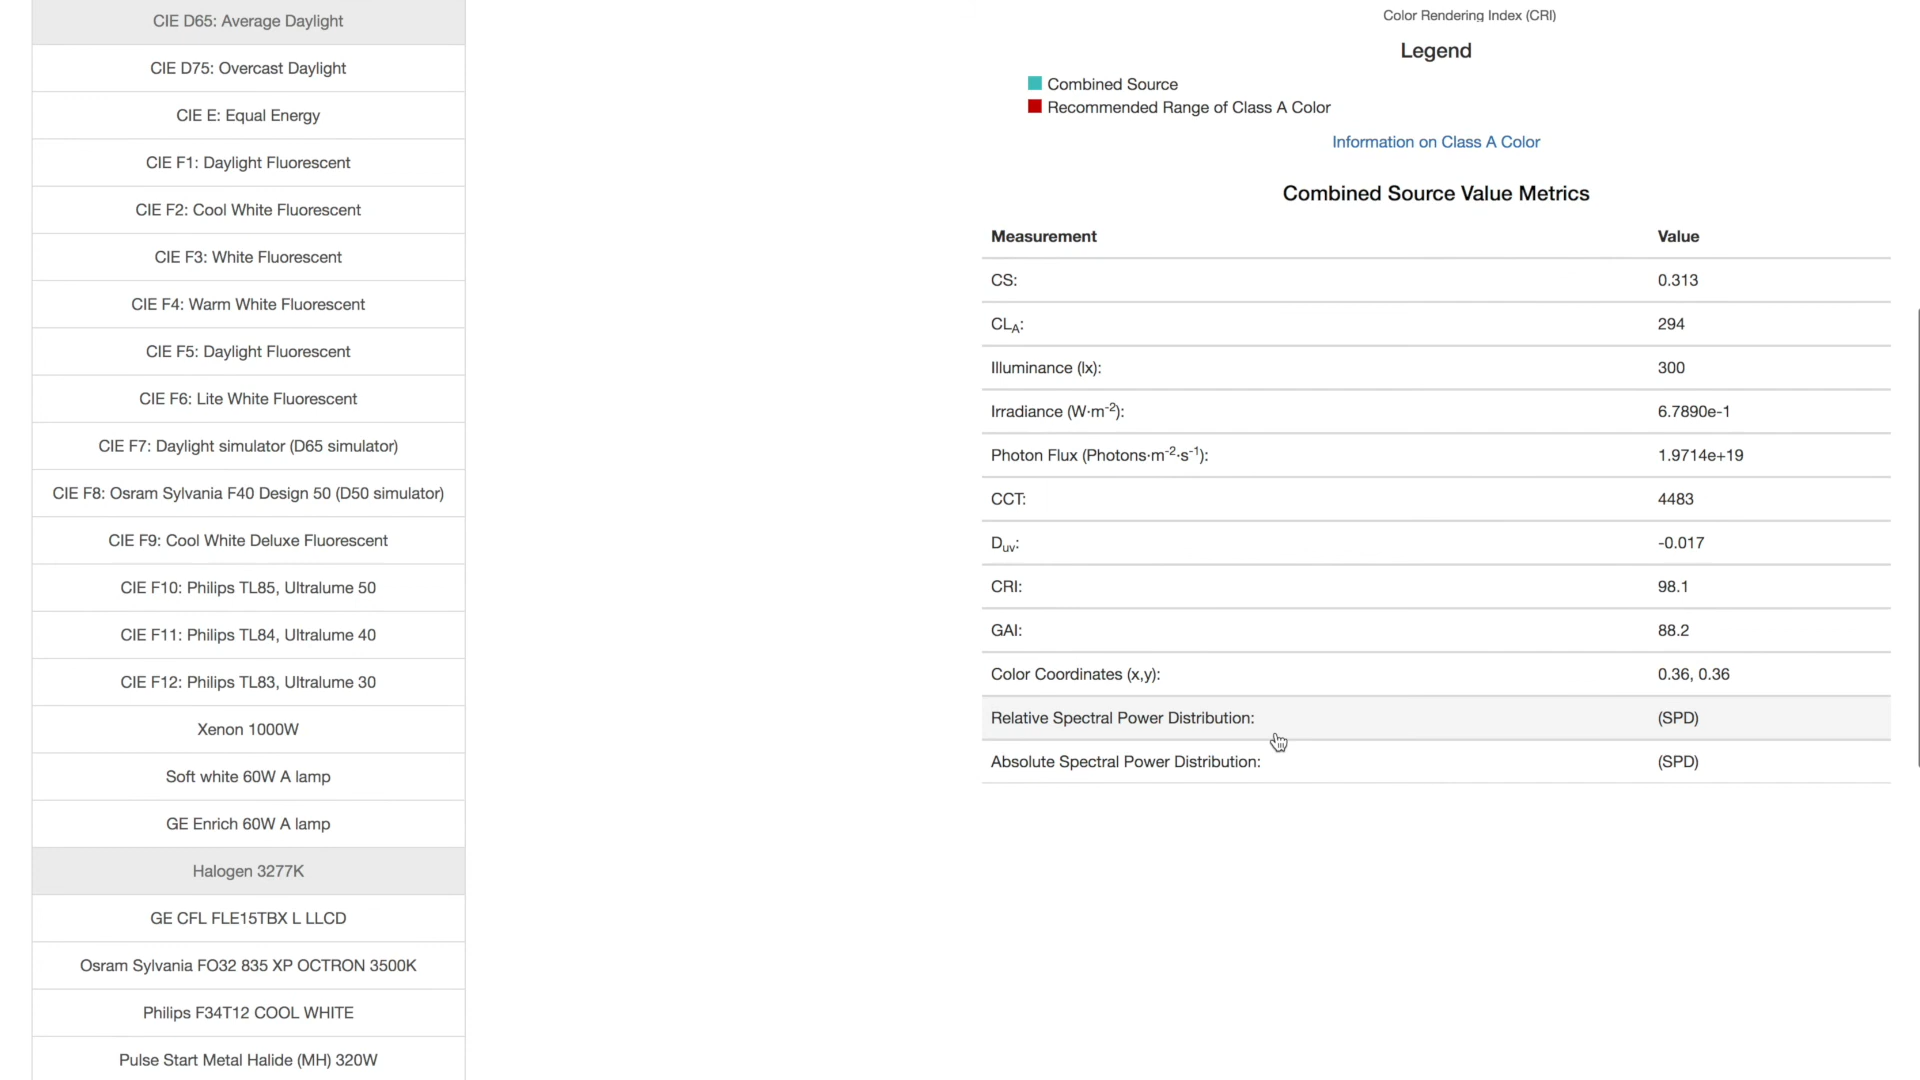 CIE D65: Average Daylight
CIE D75: Overcast Daylight
CIE E: Equal Energy
CIE F1: Daylight Fluorescent
CIE F2: Cool White Fluorescent
CIE F3: White Fluorescent
CIE F4: Warm White Fluorescent
CIE F5: Daylight Fluorescent
CIE F6: Lite White Fluorescent
CIE F7: Daylight simulator (D65 simulator)
CIE F8: Osram Sylvania F40 Design 50 (D50 simulator)
CIE F9: Cool White Deluxe Fluorescent
CIE F10: Philips TL85, Ultralume 50
CIE F11: Philips TL84, Ultralume 40
CIE F12: Philips TL83, Ultralume 30
Xenon 1000W
Soft white 60W A lamp
GE Enrich 60W A lamp
Halogen 3277K
GE CFL FLE15TBX L LLCD
Osram Sylvania FO32 835 XP OCTRON 3500K
Philips F34T12 COOL WHITE
Pulse Start Metal Halide (MH) 320W
Color Rendering Index (CRI)
Legend
Combined Source
Recommended Range of Class A Color
Information on Class A Color
Combined Source Value Metrics
Measurement Value
CS: 0.313
CLA: 294
Illuminance (lx): 300
Irradiance (W·m-2): 6.7890e-1
Photon Flux (Photons·m-2·s-1): 1.9714e+19
CCT: 4483
Duv: -0.017
CRI: 98.1
GAI: 88.2
Color Coordinates (x,y): 0.36, 0.36
Relative Spectral Power Distribution: (SPD)
Absolute Spectral Power Distribution: (SPD)